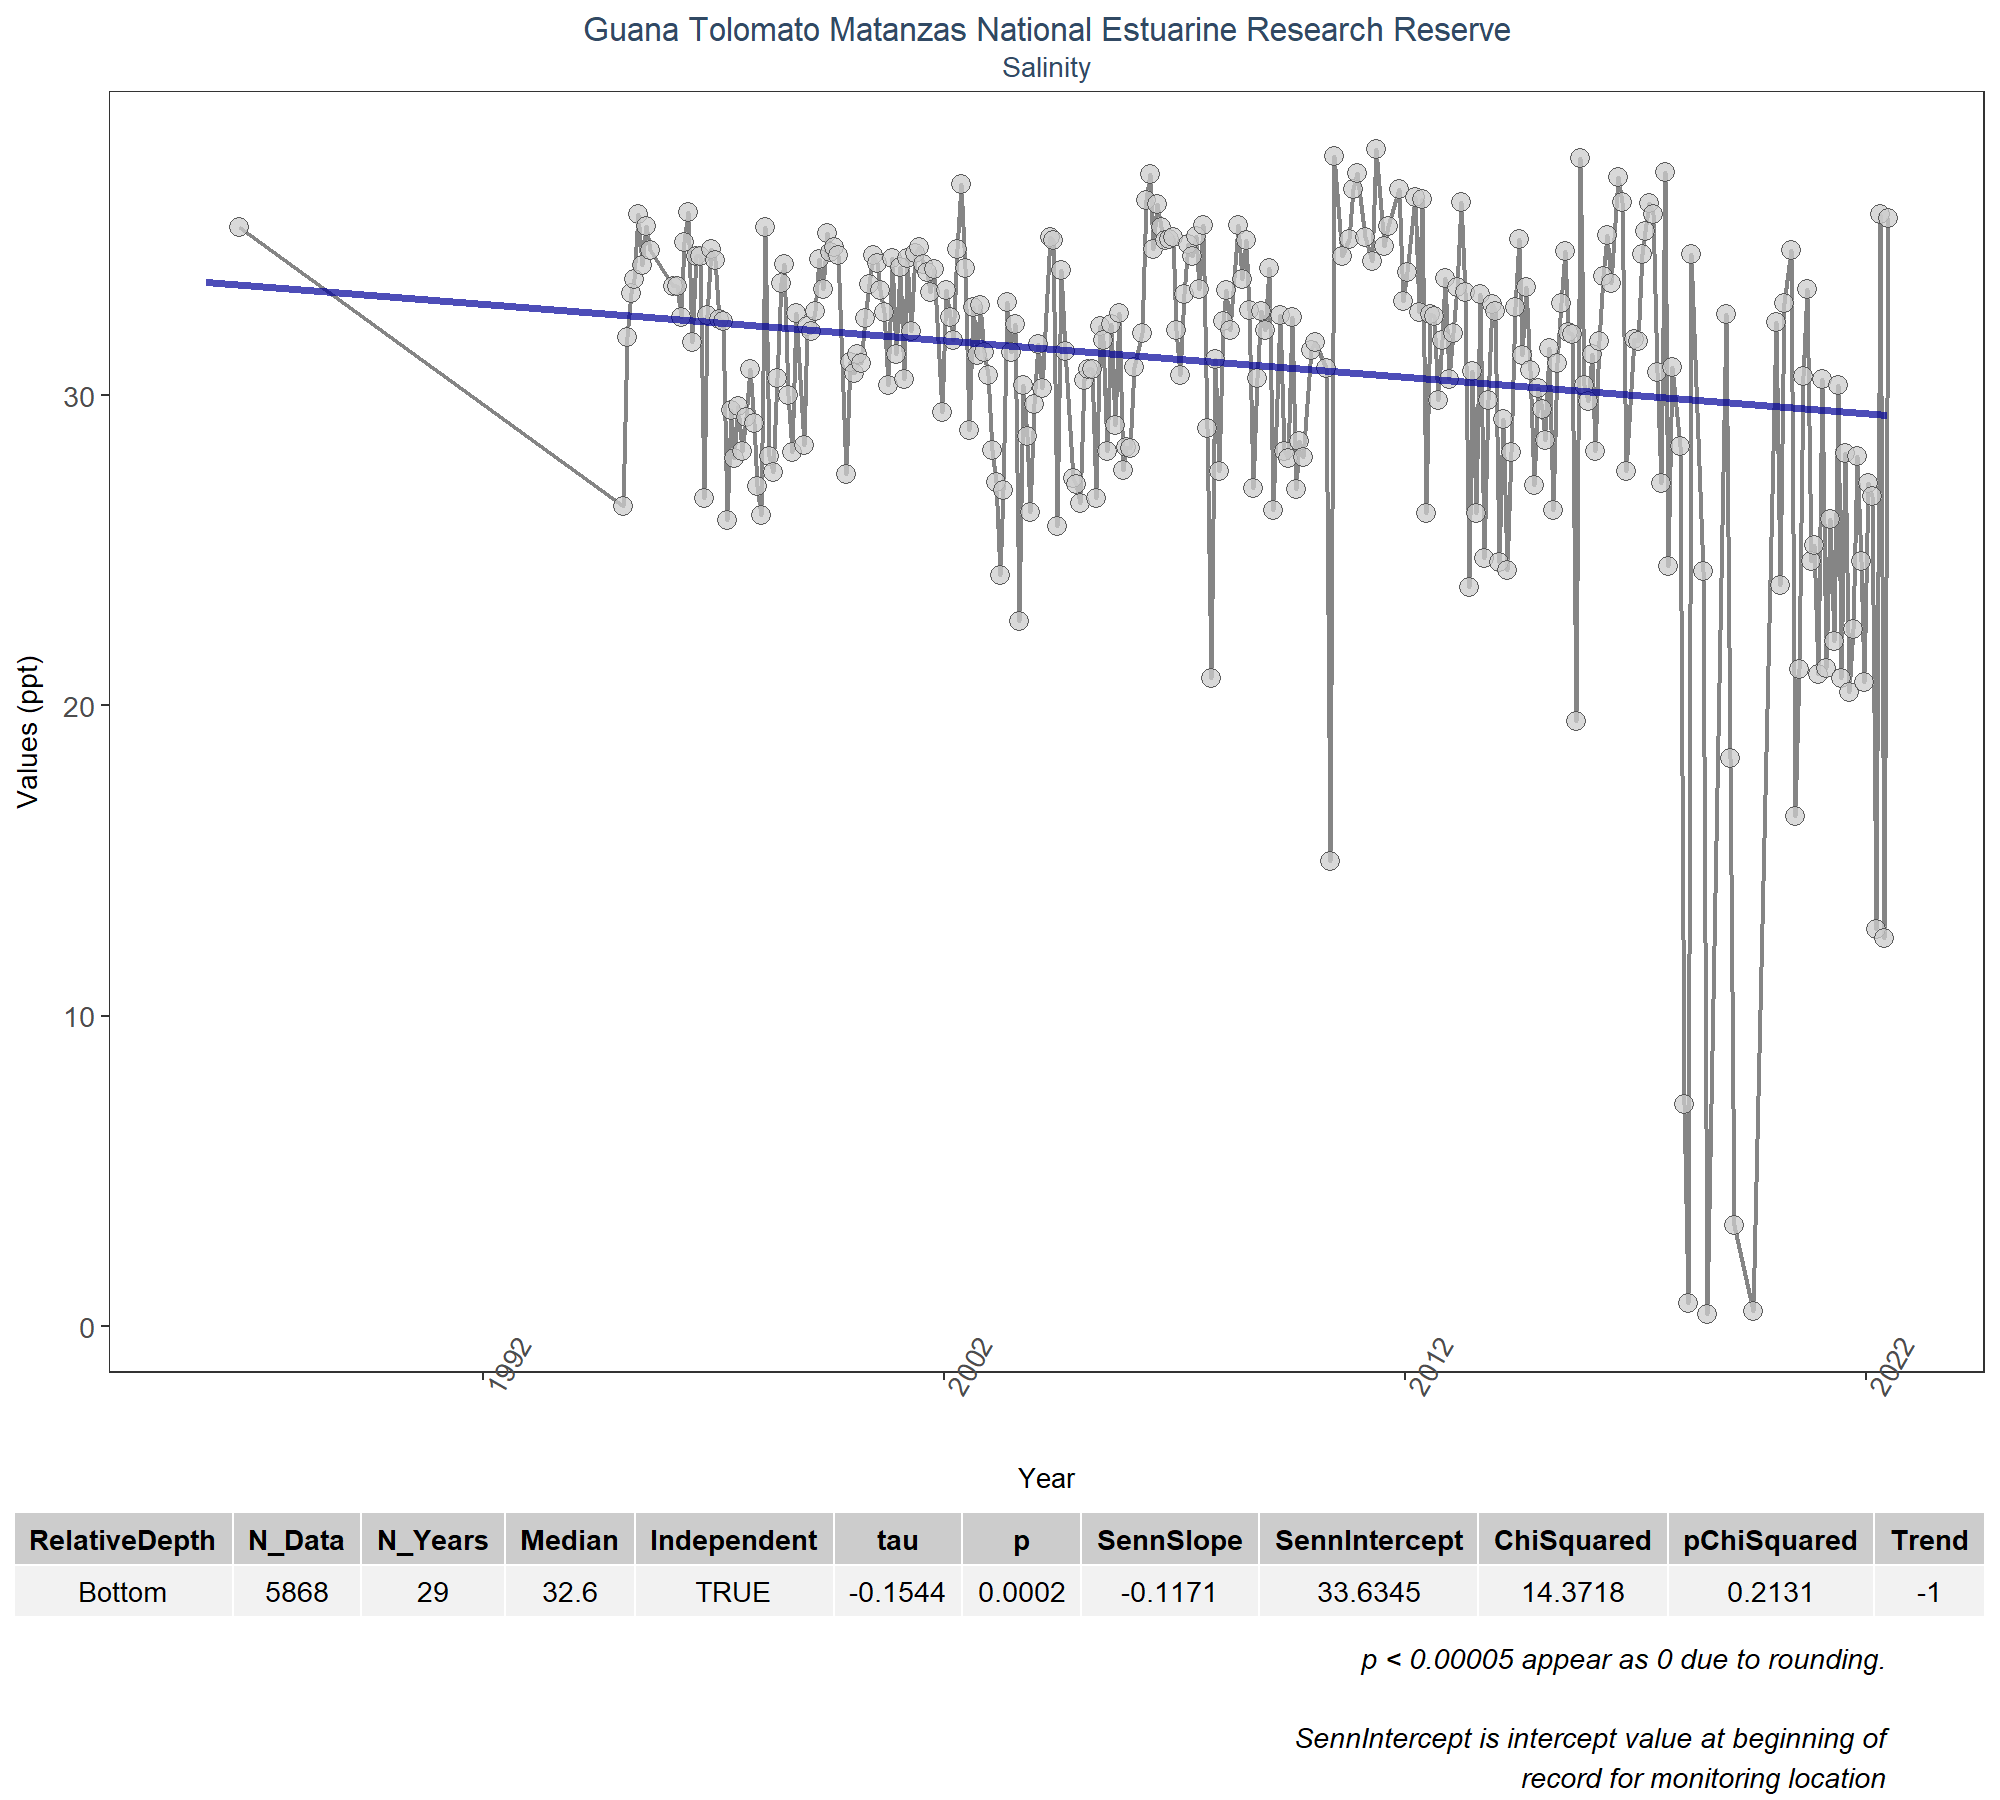 Guana Tolomato Matanzas National Estuarine Research Reserve
Salinity
Values (ppt)
30
20
10
0
1992
2002
2012
2022
Year
RelativeDepth N_Data N_Years Median Independent tau p SennSlope SennIntercept ChiSquared pChiSquared Trend
Bottom 5868 29 32.6 TRUE -0.1544 0.0002 -0.1171 33.6345 14.3718 0.2131 -1
p < 0.00005 appear as 0 due to rounding.
SennIntercept is intercept value at beginning of
record for monitoring location